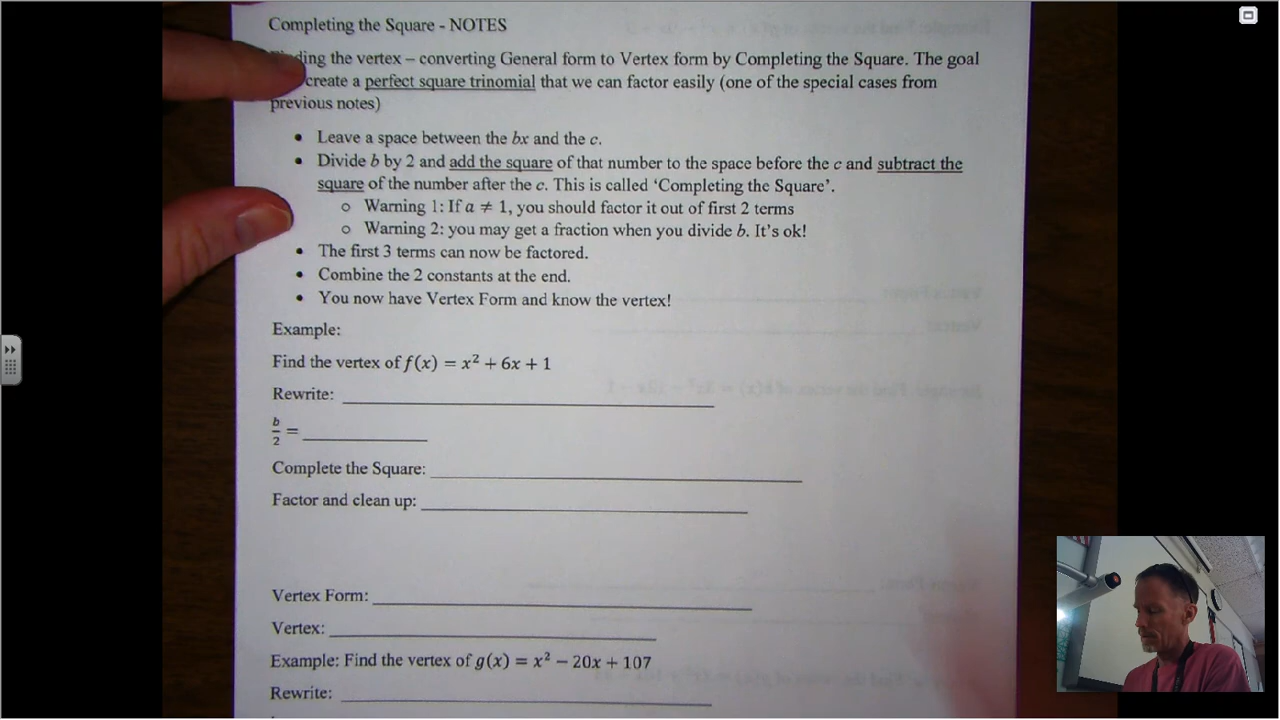 Completing the Square - NOTES
ding the vertex – converting General form to Vertex form by Completing the Square. The goal
create a perfect square trinomial that we can factor easily (one of the special cases from
previous notes)
• Leave a space between the bx and the c.
• Divide b by 2 and add the square of that number to the space before the c and subtract the
square of the number after the c. This is called ‘Completing the Square’.
o Warning 1: If a ≠ 1, you should factor it out of first 2 terms
o Warning 2: you may get a fraction when you divide b. It’s ok!
• The first 3 terms can now be factored.
• Combine the 2 constants at the end.
• You now have Vertex Form and know the vertex!
Example:
Find the vertex of f(x) = x² + 6x + 1
Rewrite:
b/2 =
Complete the Square:
Factor and clean up:
Vertex Form:
Vertex:
Example: Find the vertex of g(x) = x² − 20x + 107
Rewrite: